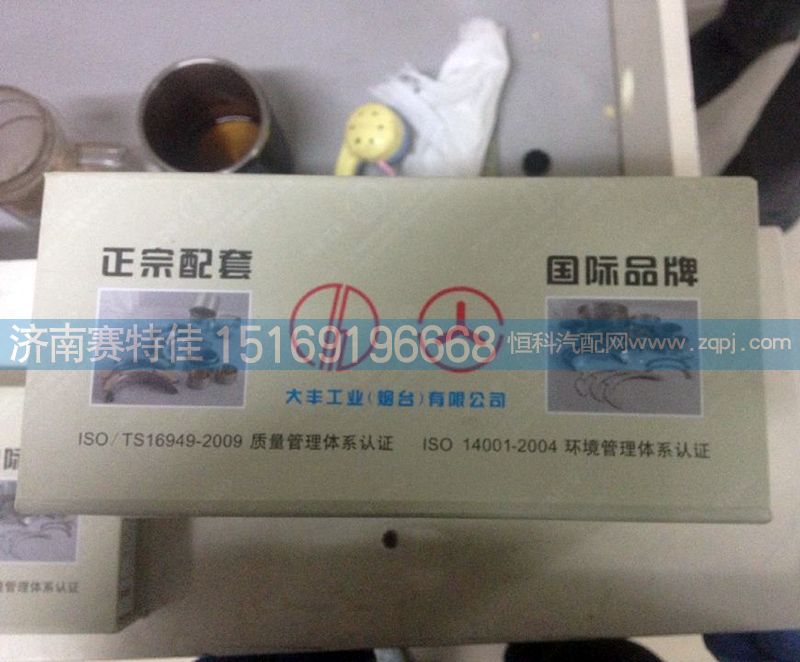 正宗配套
国际品牌
济南赛特佳 15169196668 恒科汽配网 www.zqpj.com
大丰工业(烟台)有限公司
ISO/TS16949-2009 质量管理体系认证
ISO 14001-2004 环境管理体系认证
管理体系认证